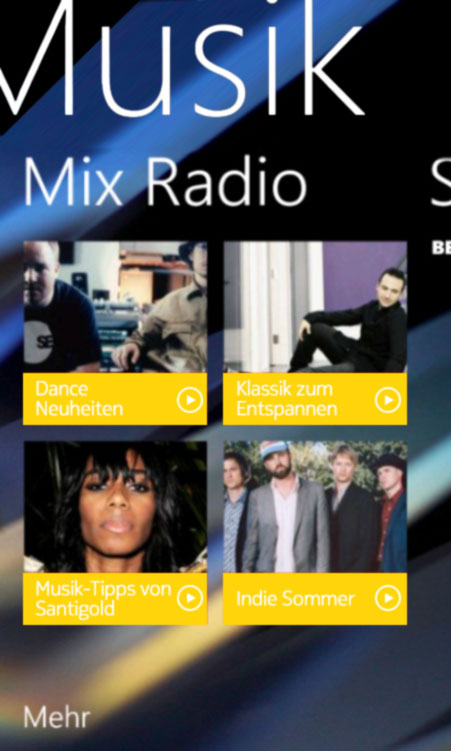 Musik
Mix Radio
S
BE
Dance
Neuheiten
Klassik zum
Entspannen
Musik-Tipps von
Santigold
Indie Sommer
Mehr